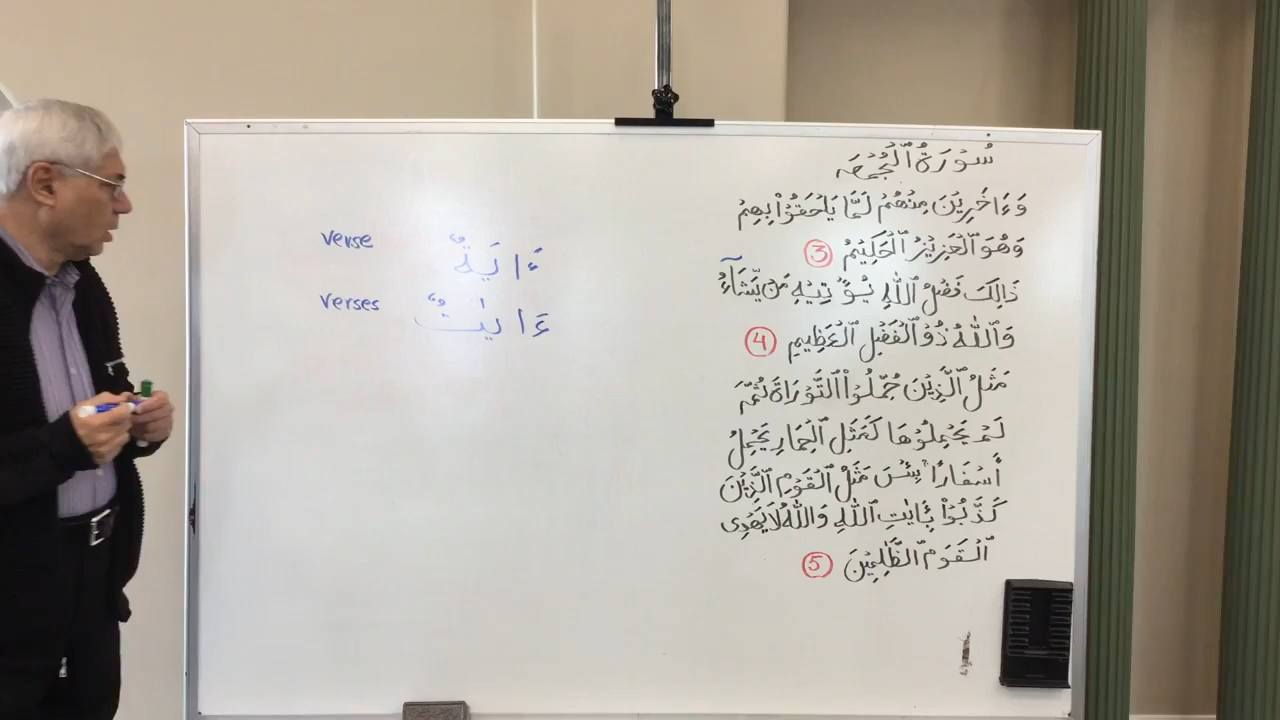 سُورَةُ ٱلْجُمُعَة
وَءَاخَرِينَ مِنْهُمْ لَمَّا يَلْحَقُوا۟ بِهِمْ
وَهُوَ ٱلْعَزِيزُ ٱلْحَكِيمُ 3
ذَالِكَ فَضْلُ ٱللَّهِ يُؤْتِيهِ مَن يَّشَآءُ
وَٱللَّهُ ذُو ٱلْفَضْلِ ٱلْعَظِيمِ 4
مَثَلُ ٱلَّذِينَ حُمِّلُوا۟ ٱلتَّوْرَاةَ ثُمَّ
لَمْ يَحْمِلُوهَا كَمَثَلِ ٱلْحِمَارِ يَحْمِلُ
أَسْفَارًا بِئْسَ مَثَلُ ٱلْقَوْمِ ٱلَّذِينَ
كَذَّبُوا۟ بِـَٔايَٰتِ ٱللَّهِ وَٱللَّهُ لَا يَهْدِى
ٱلْقَوْمَ ٱلظَّٰلِمِينَ 5
verse ءَايَةٌ
verses ءَايَٰتٌ